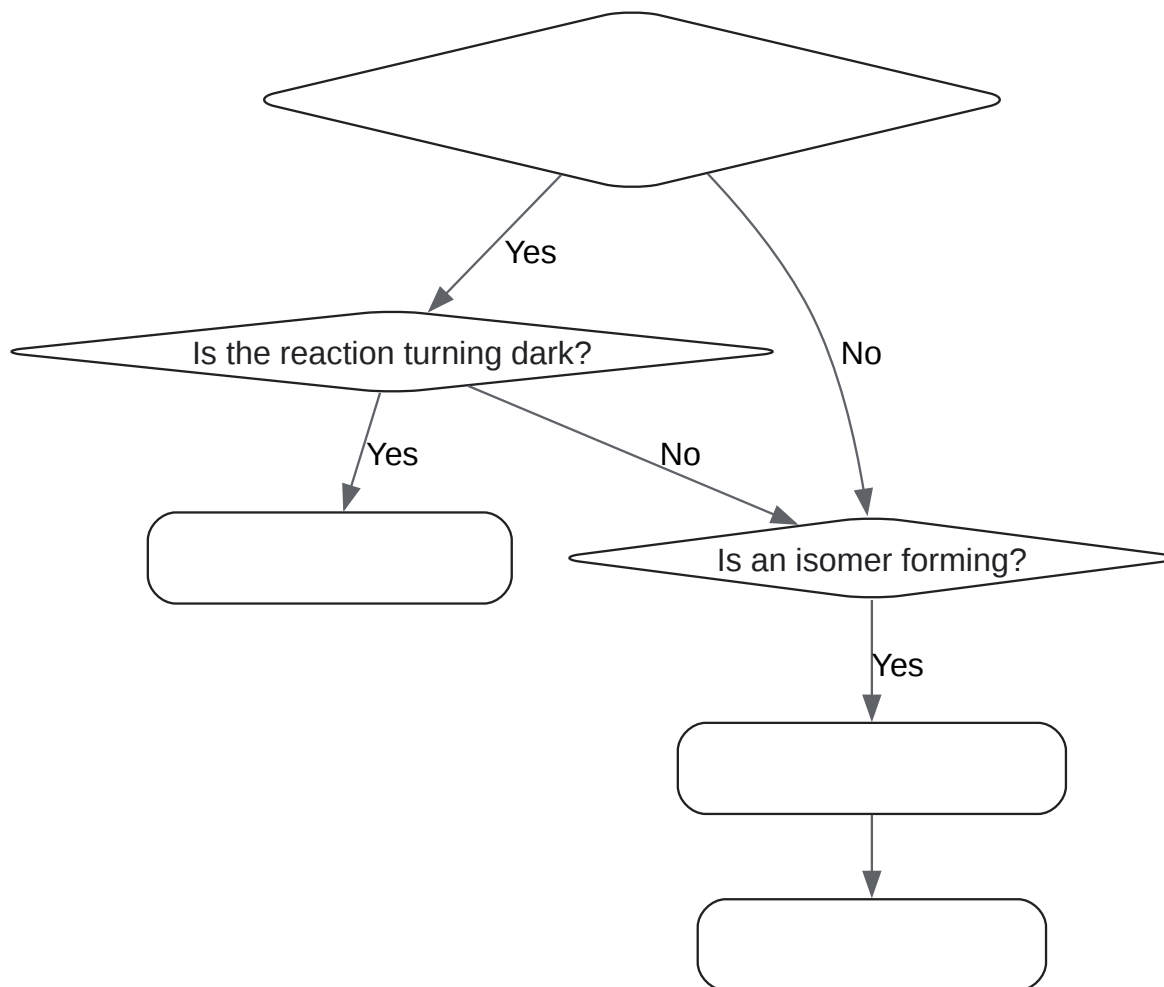 Yes
Is the reaction turning dark?
No
Yes
No
Is an isomer forming?
Yes